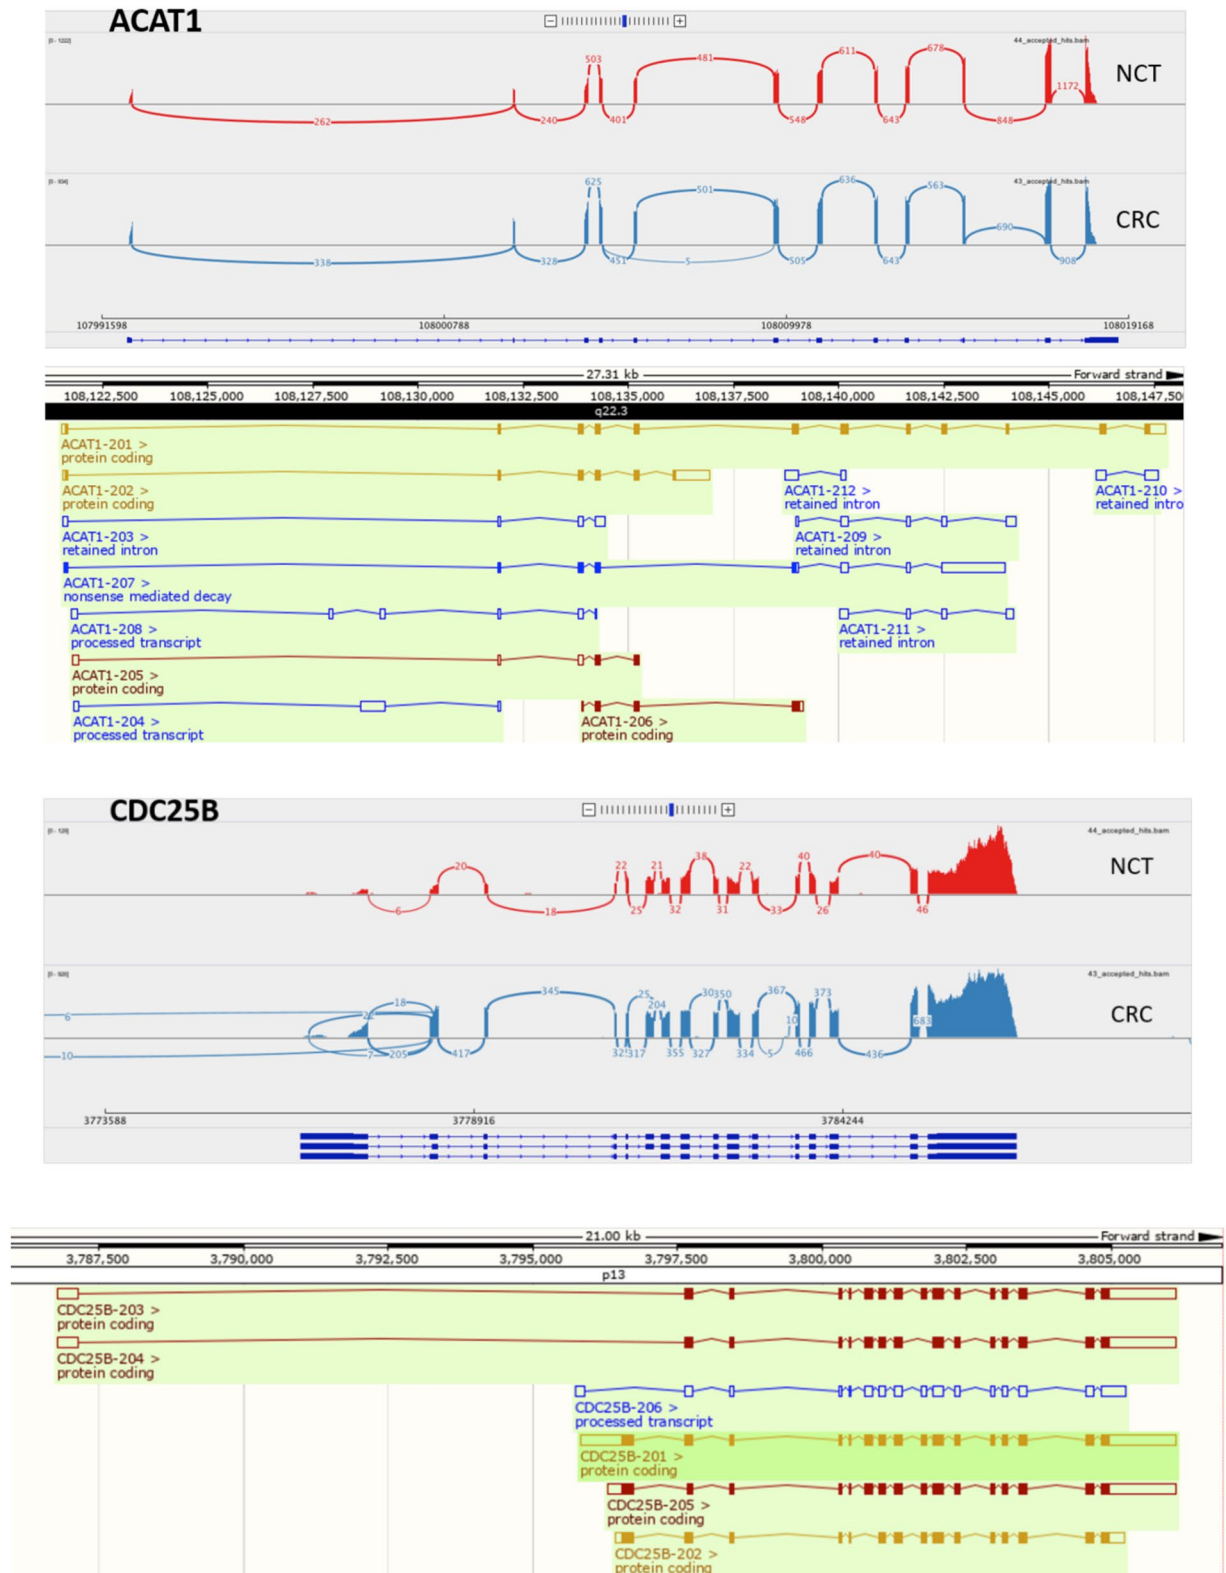 ACAT1
[0 - 1222]
44_accepted_hits.bam
NCT
503
481
611
678
1172
262
240
401
548
643
848
43_accepted_hits.bam
CRC
625
501
636
563
690
338
328
451
5
505
643
908
107991598 108000788 108009978 108019168
27.31 kb Forward strand
108,122,500 108,125,000 108,127,500 108,130,000 108,132,500 108,135,000 108,137,500 108,140,000 108,142,500 108,145,000 108,147,50
q22.3
ACAT1-201 >
protein coding
ACAT1-202 > ACAT1-212 > ACAT1-210 >
protein coding retained intron retained intro
ACAT1-203 > ACAT1-209 >
retained intron retained intron
ACAT1-207 >
nonsense mediated decay
ACAT1-208 > ACAT1-211 >
processed transcript retained intron
ACAT1-205 >
protein coding
ACAT1-204 > ACAT1-206 >
processed transcript protein coding
CDC25B
44_accepted_hits.bam
NCT
20
22
21
38
22
40
40
6
18
25
32
31
33
26
46
43_accepted_hits.bam
CRC
6
18
345
25
204
350
367
10
373
683
10
7
205
417
317
355
327
334
5
466
436
3773588 3778916 3784244
21.00 kb Forward strand
3,787,500 3,790,000 3,792,500 3,795,000 3,797,500 3,800,000 3,802,500 3,805,000
p13
CDC25B-203 >
protein coding
CDC25B-204 >
protein coding
CDC25B-206 >
processed transcript
CDC25B-201 >
protein coding
CDC25B-205 >
protein coding
CDC25B-202 >
protein coding